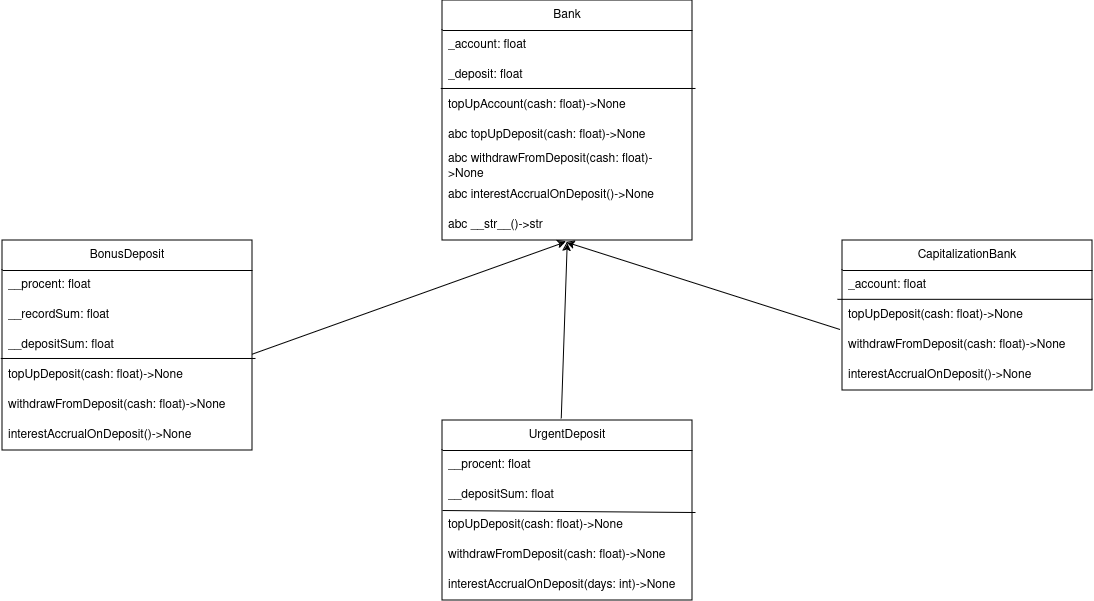 Bank
_account: float
_deposit: float
topUpAccount(cash: float)->None
abc topUpDeposit(cash: float)->None
abc withdrawFromDeposit(cash: float)-
>None
abc interestAccrualOnDeposit()->None
abc __str__()->str
BonusDeposit
__procent: float
__recordSum: float
__depositSum: float
topUpDeposit(cash: float)->None
withdrawFromDeposit(cash: float)->None
interestAccrualOnDeposit()->None
CapitalizationBank
_account: float
topUpDeposit(cash: float)->None
withdrawFromDeposit(cash: float)->None
interestAccrualOnDeposit()->None
UrgentDeposit
__procent: float
__depositSum: float
topUpDeposit(cash: float)->None
withdrawFromDeposit(cash: float)->None
interestAccrualOnDeposit(days: int)->None